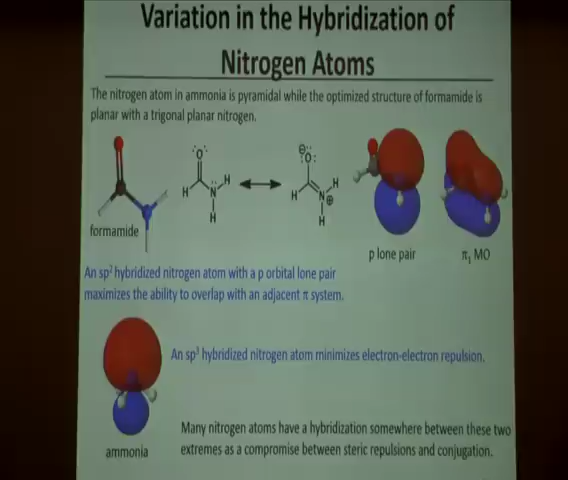 Variation in the Hybridization of
Nitrogen Atoms
The nitrogen atom in ammonia is pyramidal while the optimized structure of formamide is
planar with a trigonal planar nitrogen.
O
H
N
H
H
⊖
O
H
N
H
⊕
H
formamide
p lone pair
π₁ MO
An sp² hybridized nitrogen atom with a p orbital lone pair
maximizes the ability to overlap with an adjacent π system.
An sp³ hybridized nitrogen atom minimizes electron-electron repulsion.
ammonia
Many nitrogen atoms have a hybridization somewhere between these two
extremes as a compromise between steric repulsions and conjugation.